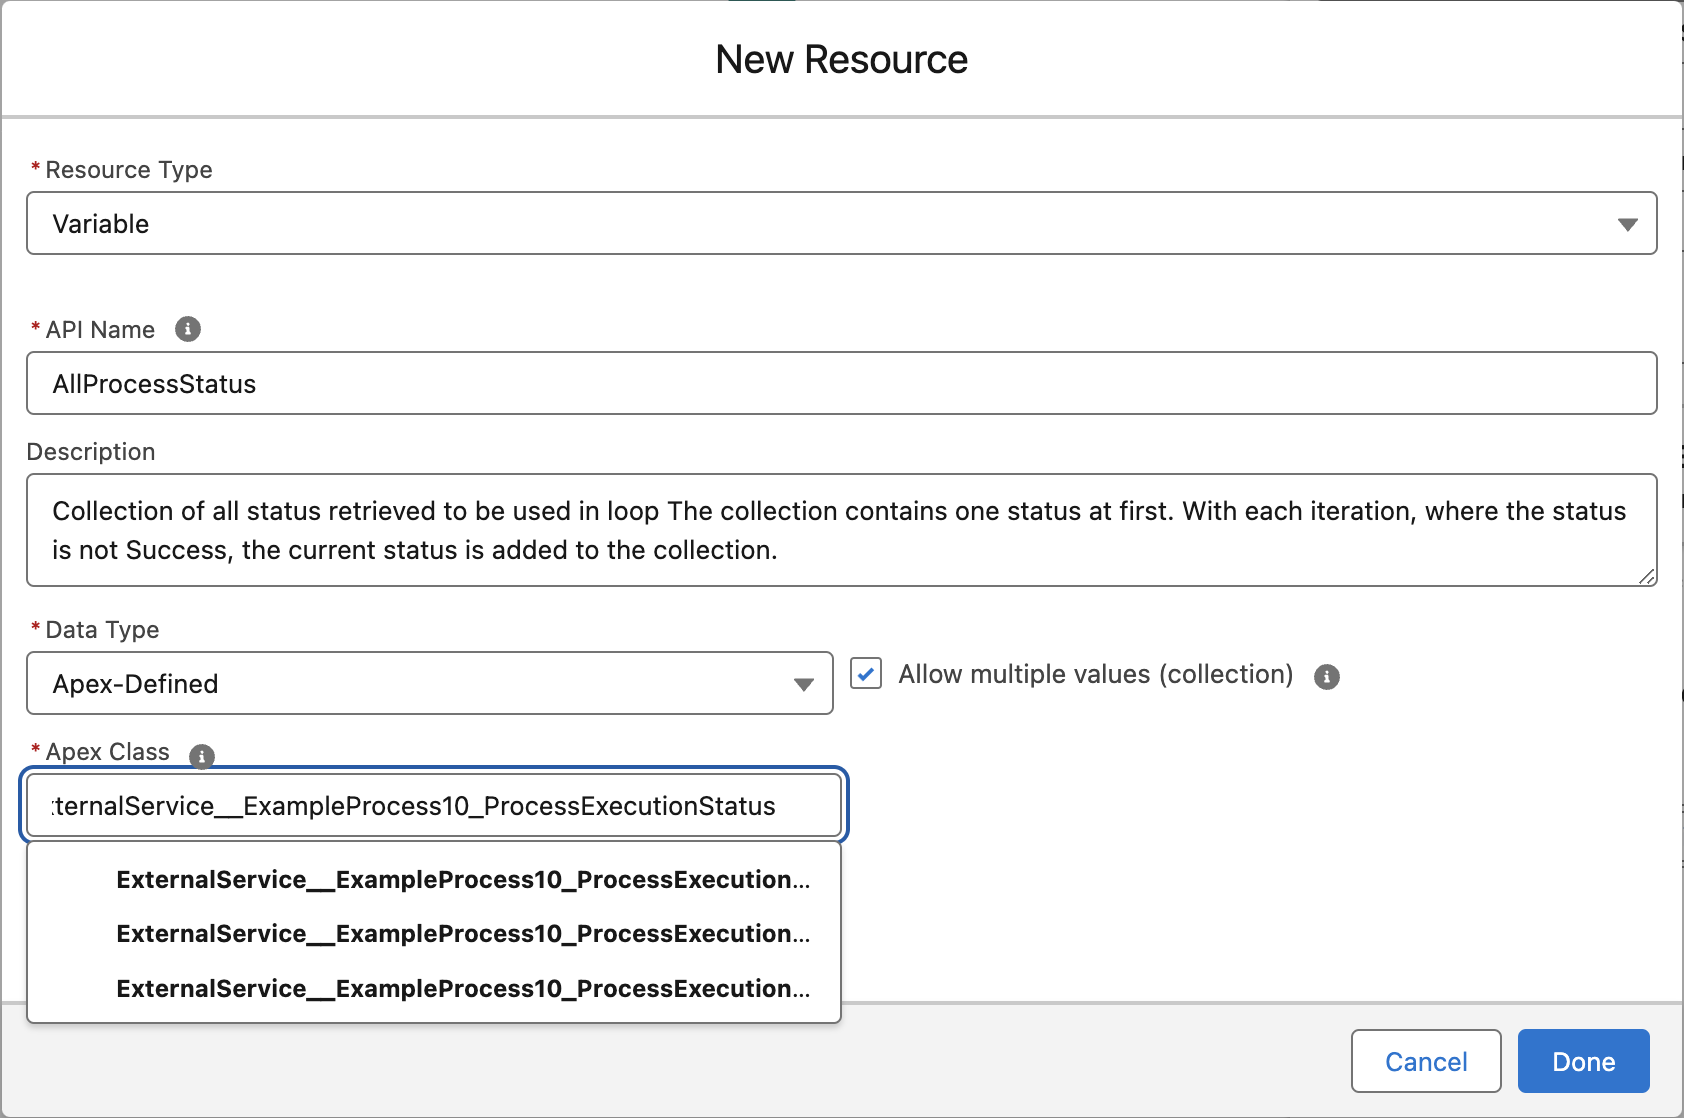 New Resource
* Resource Type
Variable
* API Name
AllProcessStatus
Description
Collection of all status retrieved to be used in loop The collection contains one status at first. With each iteration, where the status
is not Success, the current status is added to the collection.
* Data Type
Apex-Defined
Allow multiple values (collection)
* Apex Class
ternalService__ExampleProcess10_ProcessExecutionStatus
ExternalService__ExampleProcess10_ProcessExecution...
ExternalService__ExampleProcess10_ProcessExecution...
ExternalService__ExampleProcess10_ProcessExecution...
Cancel
Done